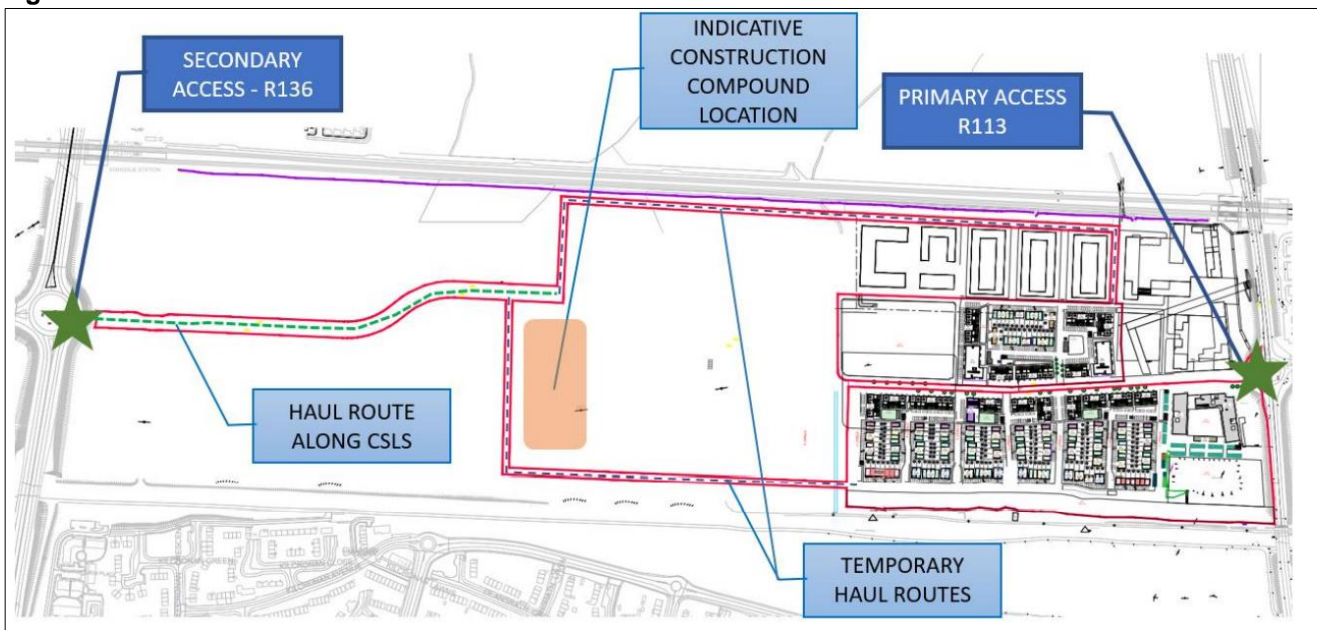 SECONDARY
ACCESS - R136
INDICATIVE
CONSTRUCTION
COMPOUND
LOCATION
PRIMARY ACCESS
R113
HAUL ROUTE
ALONG CSLS
TEMPORARY
HAUL ROUTES